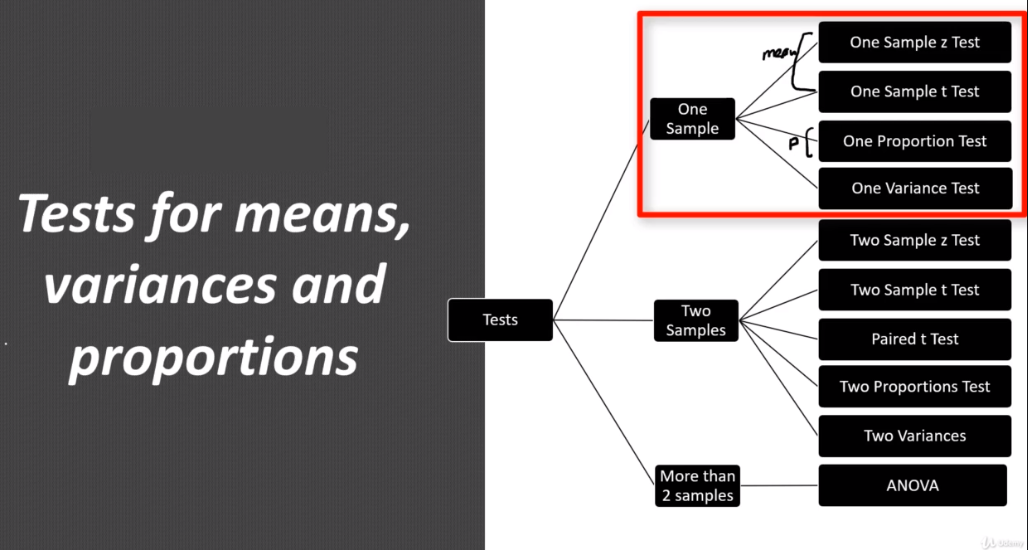 Tests for means,
variances and
proportions
Tests
One
Sample
mean
One Sample z Test
One Sample t Test
P
One Proportion Test
One Variance Test
Two
Samples
Two Sample z Test
Two Sample t Test
Paired t Test
Two Proportions Test
Two Variances
More than
2 samples
ANOVA
Udemy